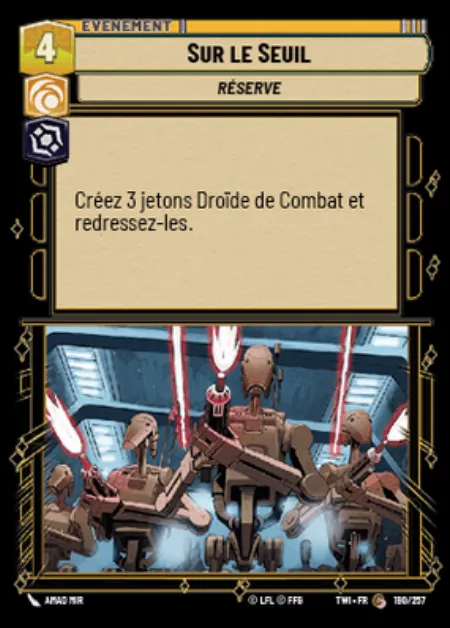 EVENEMENT
4
SUR LE SEUIL
RÉSERVE
Créez 3 jetons Droïde de Combat et
redressez-les.
AMAD MIR
© LFL © FFG
TWI • FR
190/257